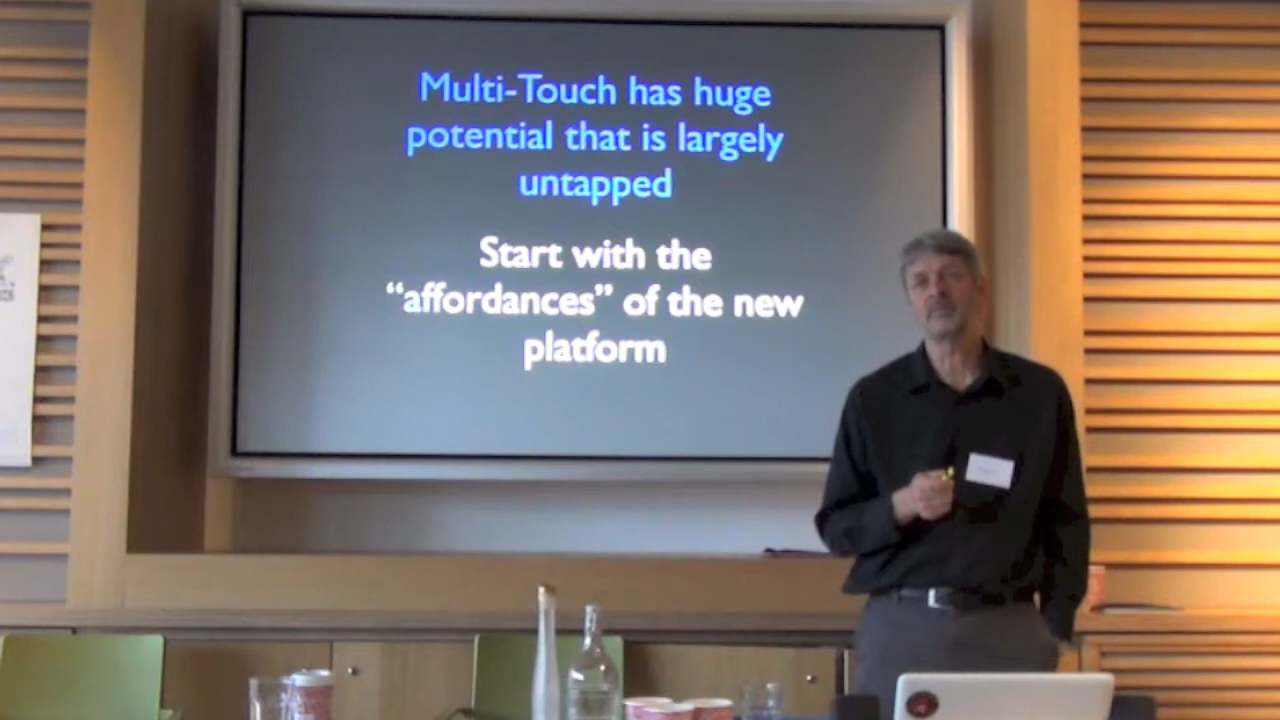 Multi-Touch has huge
potential that is largely
untapped
Start with the
“affordances” of the new
platform